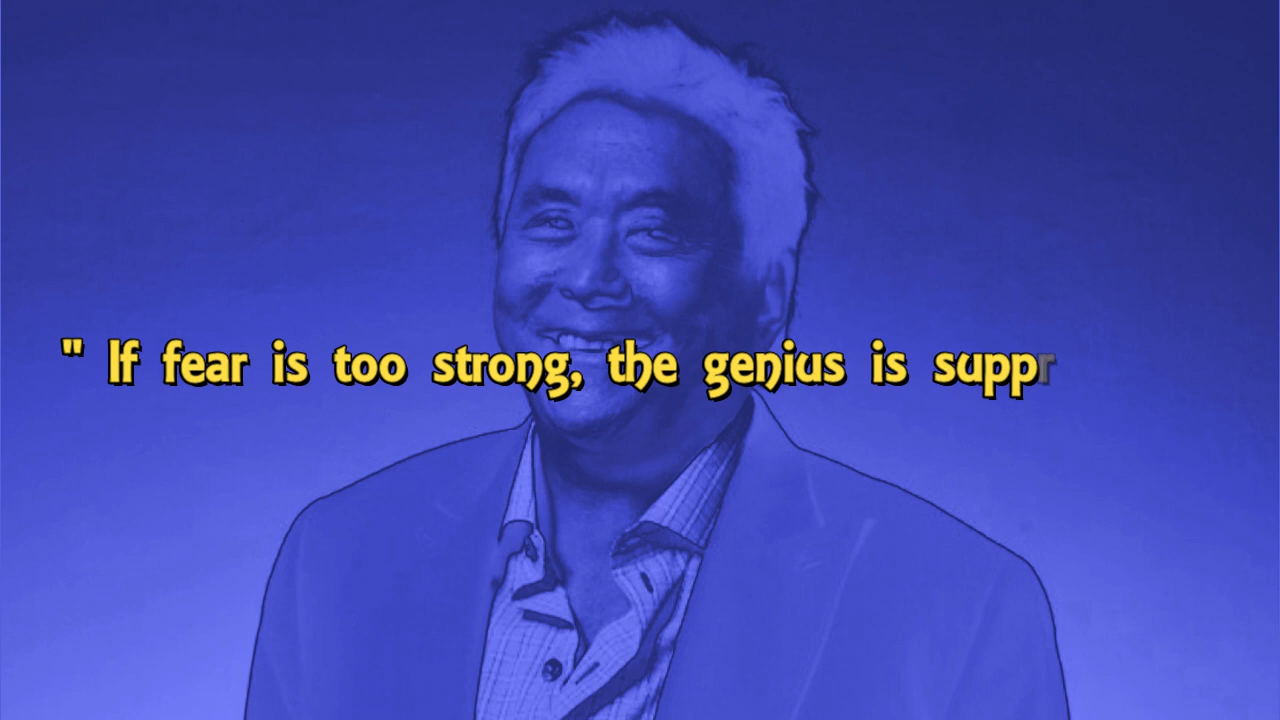 " If fear is too strong, the genius is suppr